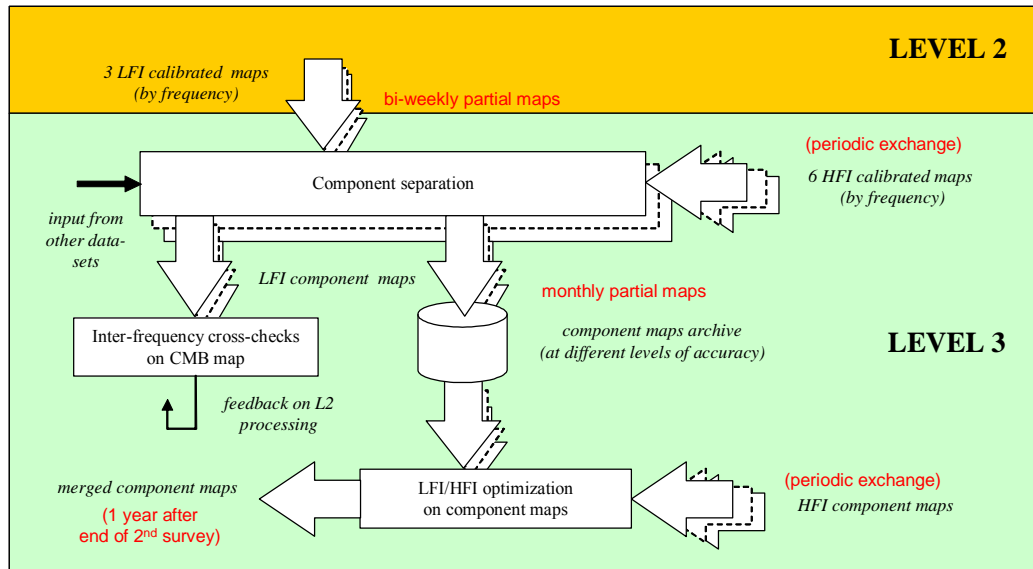 LEVEL 2
3 LFI calibrated maps
(by frequency)
bi-weekly partial maps
(periodic exchange)
6 HFI calibrated maps
(by frequency)
Component separation
input from
other data-
sets
LFI component maps
monthly partial maps
component maps archive
(at different levels of accuracy)
LEVEL 3
Inter-frequency cross-checks
on CMB map
feedback on L2
processing
merged component maps
(1 year after
end of 2nd survey)
LFI/HFI optimization
on component maps
(periodic exchange)
HFI component maps